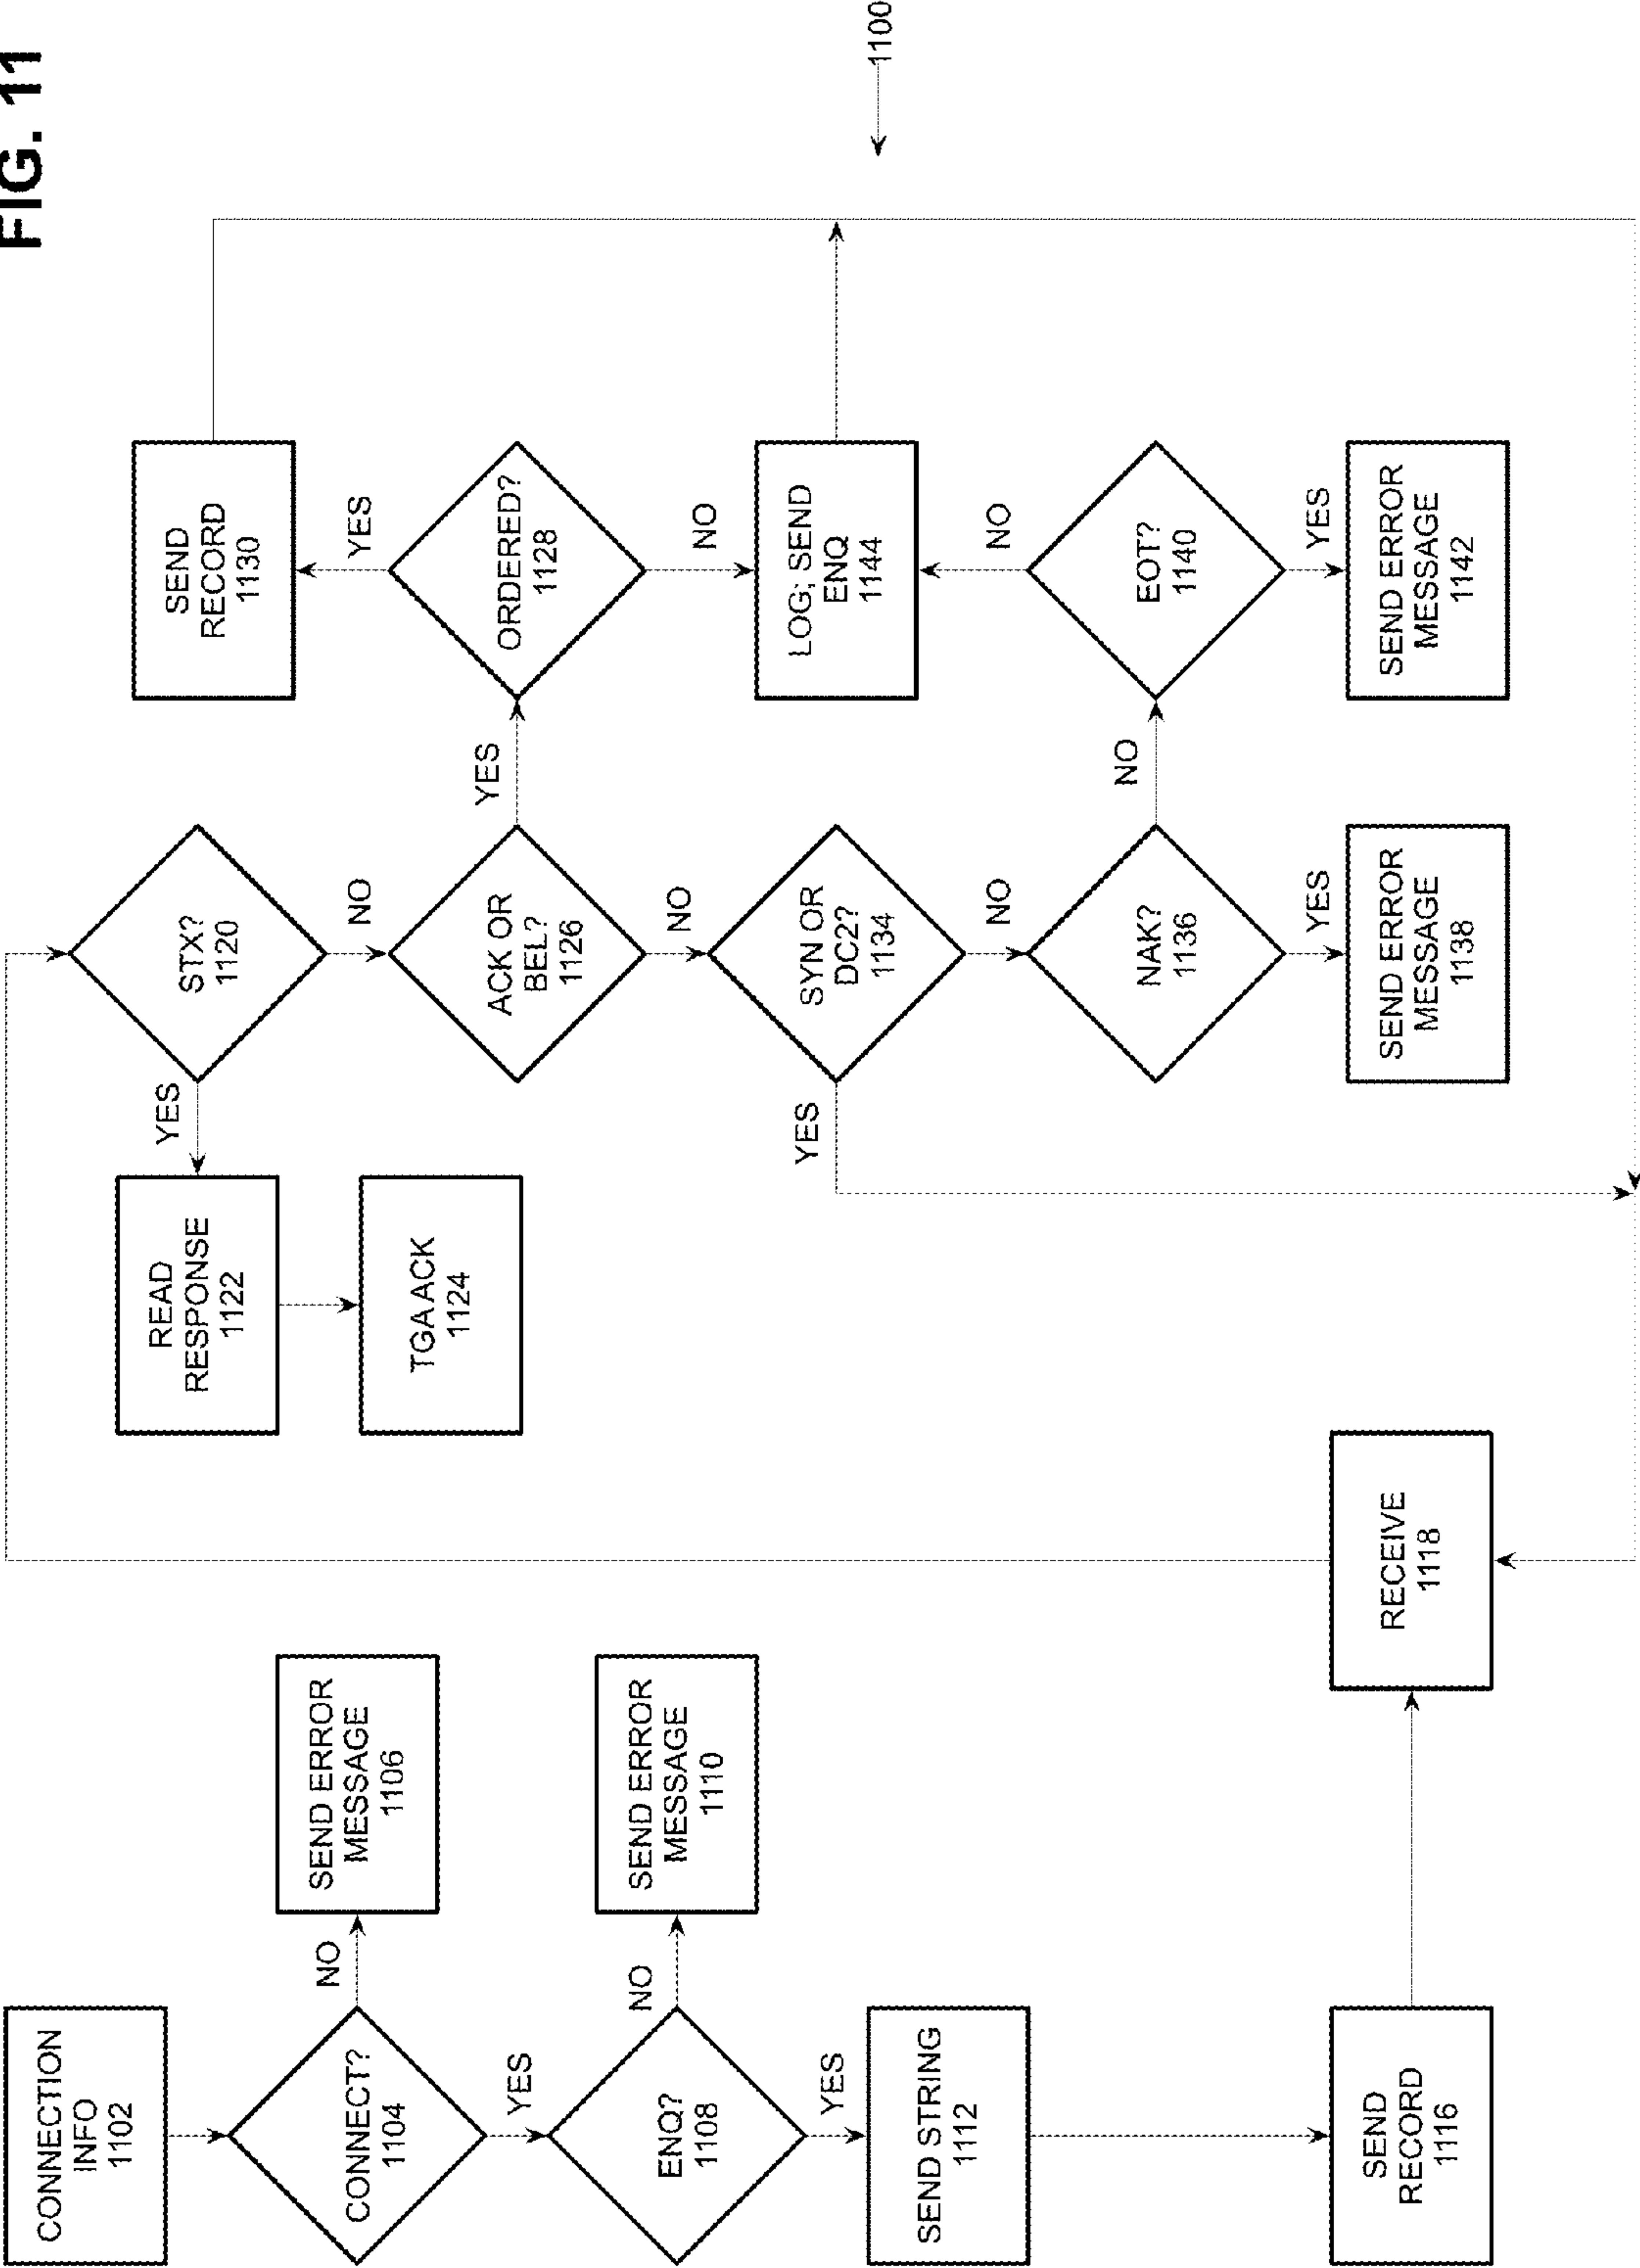 FIG. 11
1100
CONNECTION
INFO
1102
CONNECT?
1104
NO
SEND ERROR
MESSAGE
1106
YES
ENQ?
1108
NO
SEND ERROR
MESSAGE
1110
YES
SEND STRING
1112
SEND
RECORD
1116
RECEIVE
1118
STX?
1120
YES
READ
RESPONSE
1122
TGA ACK
1124
NO
ACK OR
BEL?
1126
YES
ORDERED?
1128
YES
SEND
RECORD
1130
NO
LOG; SEND
ENQ
1144
NO
SYN OR
DC2?
1134
YES
NO
NAK?
1136
YES
SEND ERROR
MESSAGE
1138
NO
EOT?
1140
NO
YES
SEND ERROR
MESSAGE
1142